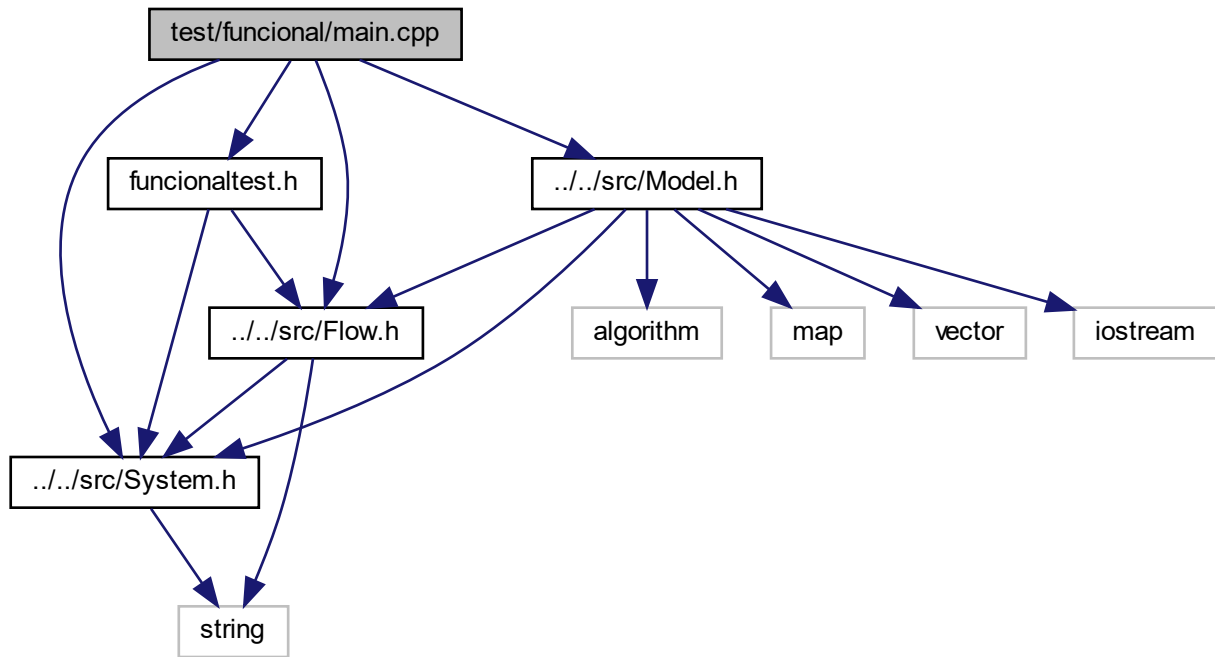 test/funcional/main.cpp
funcionaltest.h
../../src/Model.h
../../src/Flow.h
algorithm
map
vector
iostream
../../src/System.h
string